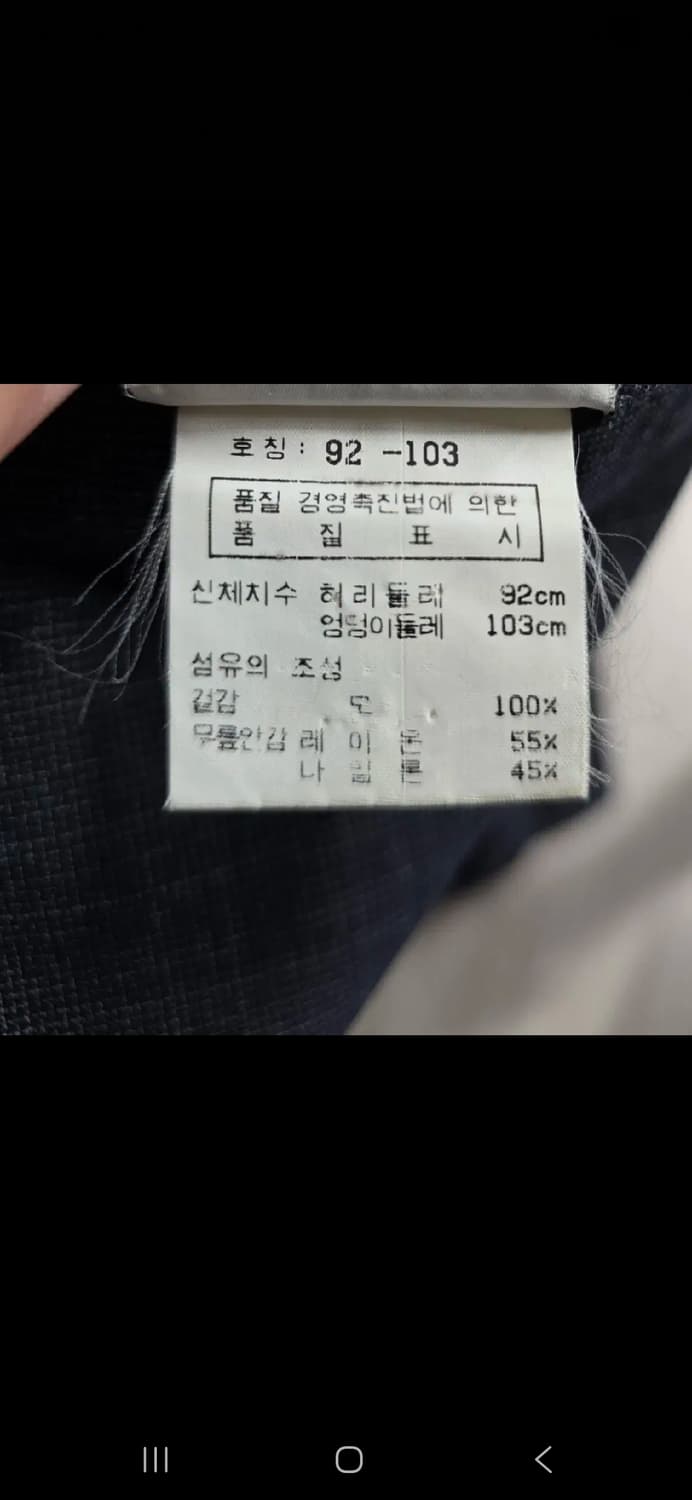 호칭: 92 -103
품질 경영촉진법에 의한
품 질 표 시
신체치수 허리둘레 92cm
엉덩이둘레 103cm
섬유의 조성
겉감 모 100%
무릎안감 레이온 55%
나일론 45%